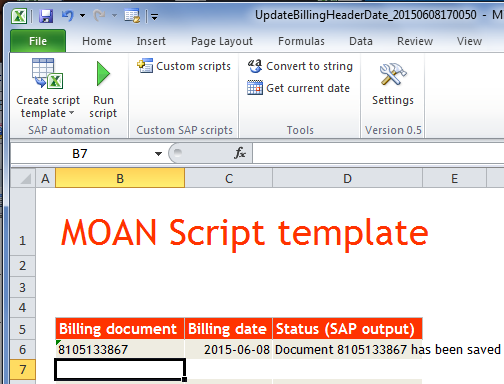 UpdateBillingHeaderDate_20150608170050 - M
File Home Insert Page Layout Formulas Data Review
Create script template
Run script
SAP automation
Custom scripts
Custom SAP scripts
Convert to string
Get current date
Tools
Settings
Version 0.5
B7 fx
A B C D E
1 MOAN Script template
2
3
4
5 Billing document Billing date Status (SAP output)
6 8105133867 2015-06-08 Document 8105133867 has been saved
7